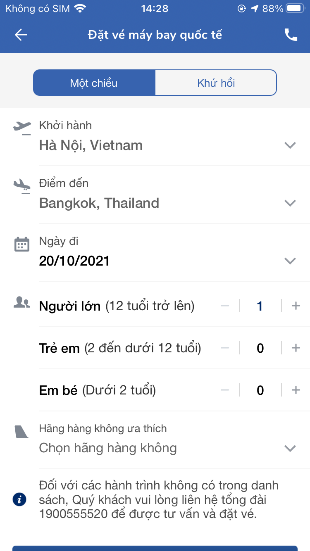 Không có SIM 14:28 88%
Đặt vé máy bay quốc tế
Một chiều Khứ hồi
Khởi hành
Hà Nội, Vietnam
Điểm đến
Bangkok, Thailand
Ngày đi
20/10/2021
Người lớn (12 tuổi trở lên) − 1 +
Trẻ em (2 đến dưới 12 tuổi) − 0 +
Em bé (Dưới 2 tuổi) − 0 +
Hãng hàng không ưa thích
Chọn hãng hàng không
Đối với các hành trình không có trong danh
sách, Quý khách vui lòng liên hệ tổng đài
1900555520 để được tư vấn và đặt vé.